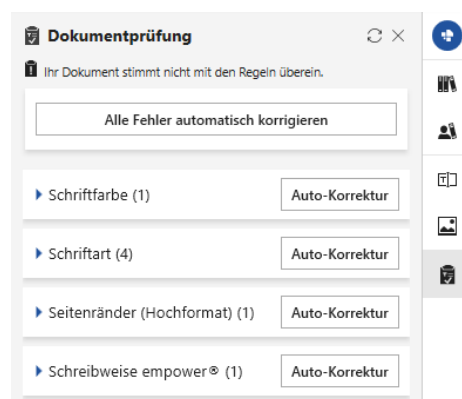 Dokumentprüfung
Ihr Dokument stimmt nicht mit den Regeln überein.
Alle Fehler automatisch korrigieren
Schriftfarbe (1) Auto-Korrektur
Schriftart (4) Auto-Korrektur
Seitenränder (Hochformat) (1) Auto-Korrektur
Schreibweise empower® (1) Auto-Korrektur